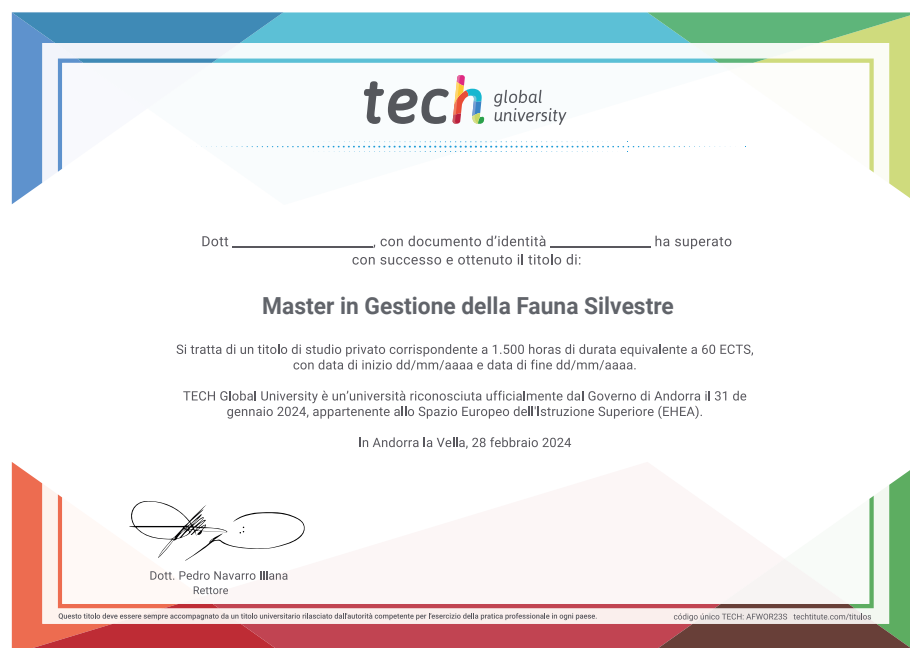 tech global university
Dott ____________________, con documento d'identità ______________ ha superato
con successo e ottenuto il titolo di:
Master in Gestione della Fauna Silvestre
Si tratta di un titolo di studio privato corrispondente a 1.500 horas di durata equivalente a 60 ECTS,
con data di inizio dd/mm/aaaa e data di fine dd/mm/aaaa.
TECH Global University è un'università riconosciuta ufficialmente dal Governo di Andorra il 31 de
gennaio 2024, appartenente allo Spazio Europeo dell'Istruzione Superiore (EHEA).
In Andorra la Vella, 28 febbraio 2024
Dott. Pedro Navarro Illana
Rettore
Questo titolo deve essere sempre accompagnato da un titolo universitario rilasciato dall'autorità competente per l'esercizio della pratica professionale in ogni paese.
código único TECH: AFWOR23S techtitute.com/titulos